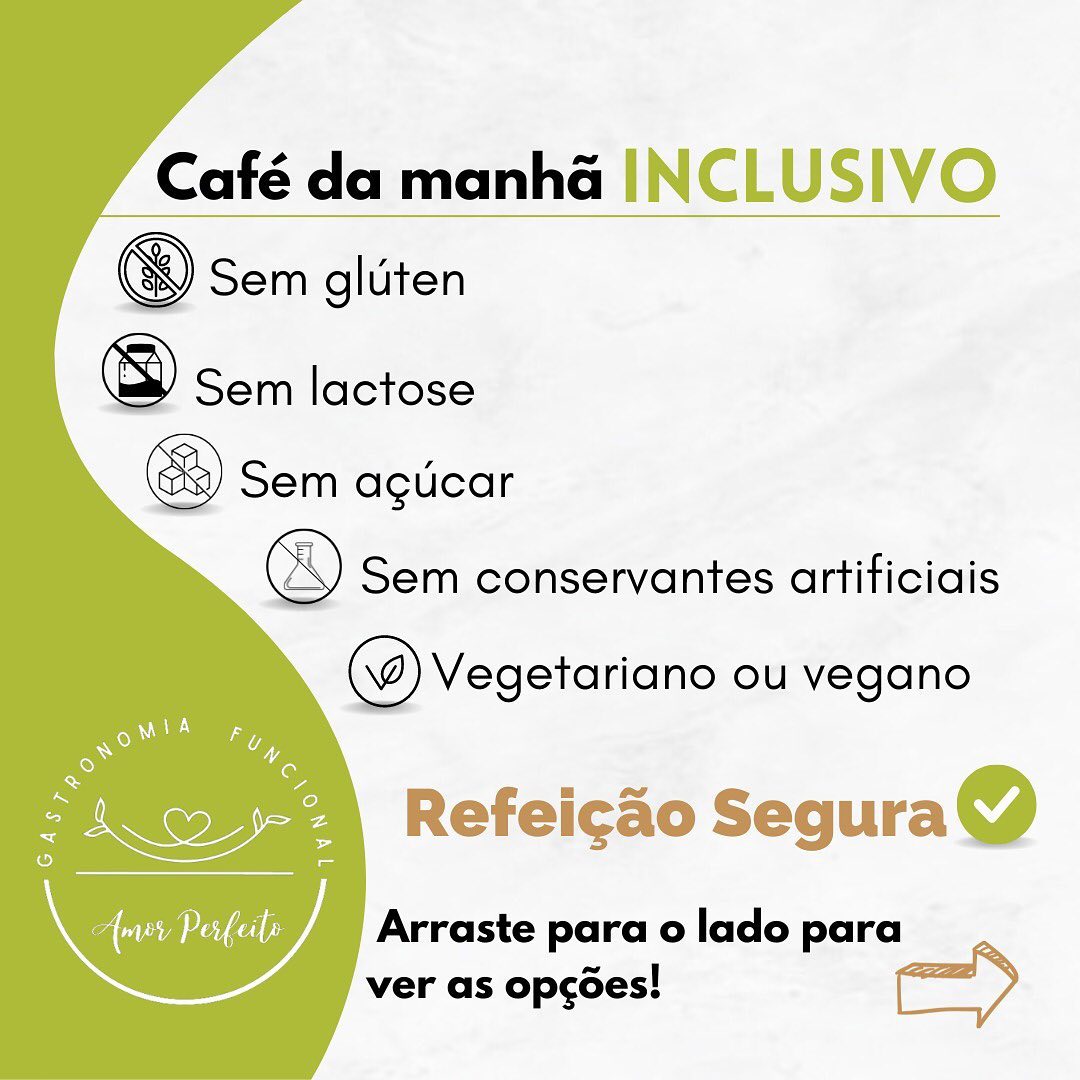 Café da manhã INCLUSIVO
Sem glúten
Sem lactose
Sem açúcar
Sem conservantes artificiais
Vegetariano ou vegano
GASTRONOMIA FUNCIONAL
Amor Perfeito
Refeição Segura
Arraste para o lado para
ver as opções!